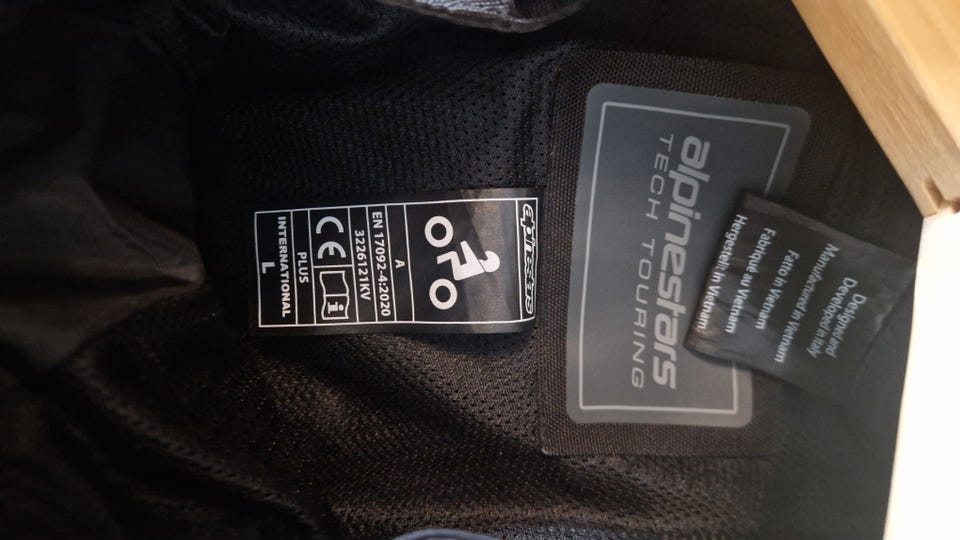 alpinestars
TECH TOURING
Designed and
Developed in Italy
Manufactured in Vietnam
Fatto in Vietnam
Fabriqué au Vietnam
Hergestellt in Vietnam
alpinestars
A
EN 17092-4:2020
3226121KV
CE
i
PLUS
INTERNATIONAL
L